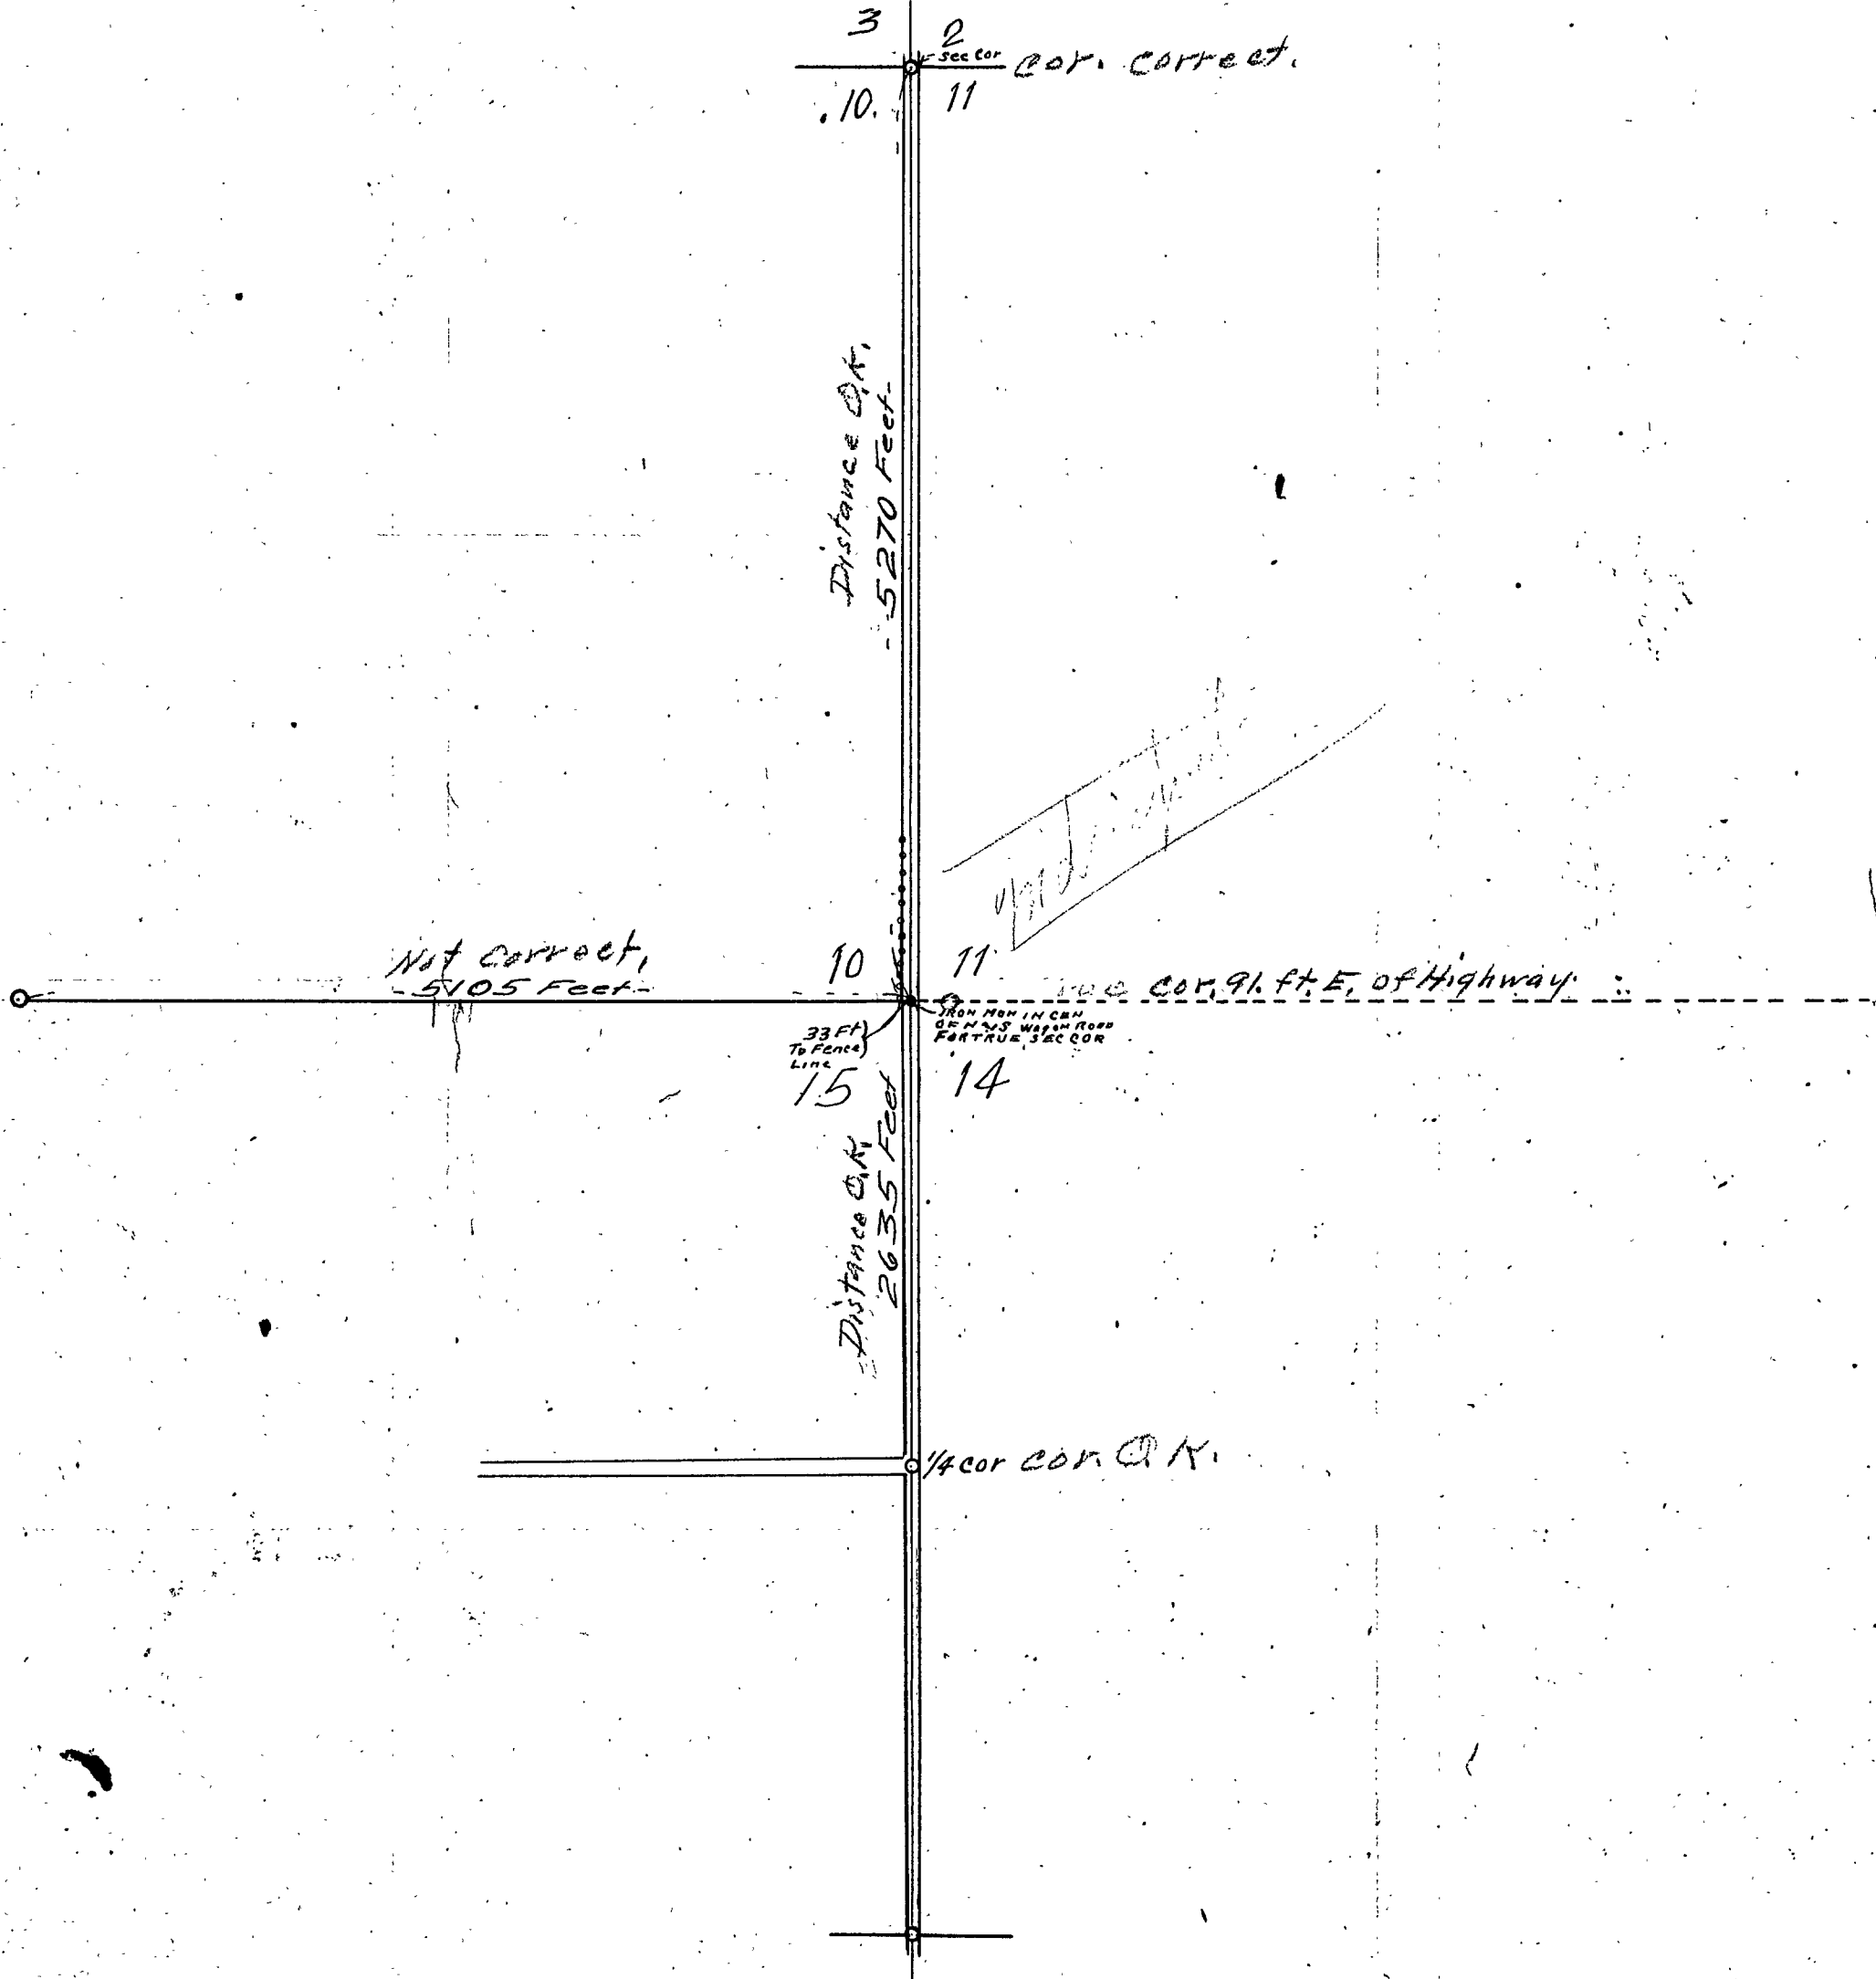 3 2
sec cor cor. correct.
10. 11
Distance O.K.
5270 Feet
Not correct,
5105 Feet
10 11
cor, 91. ft. E, of Highway.
IRON MON IN CEN
OF N & S WAGON ROAD
FOR TRUE SEC COR
33 Ft
To Fence
Line
15 14
Distance O.K.
2635 Feet
1/4 cor cor. O.K.